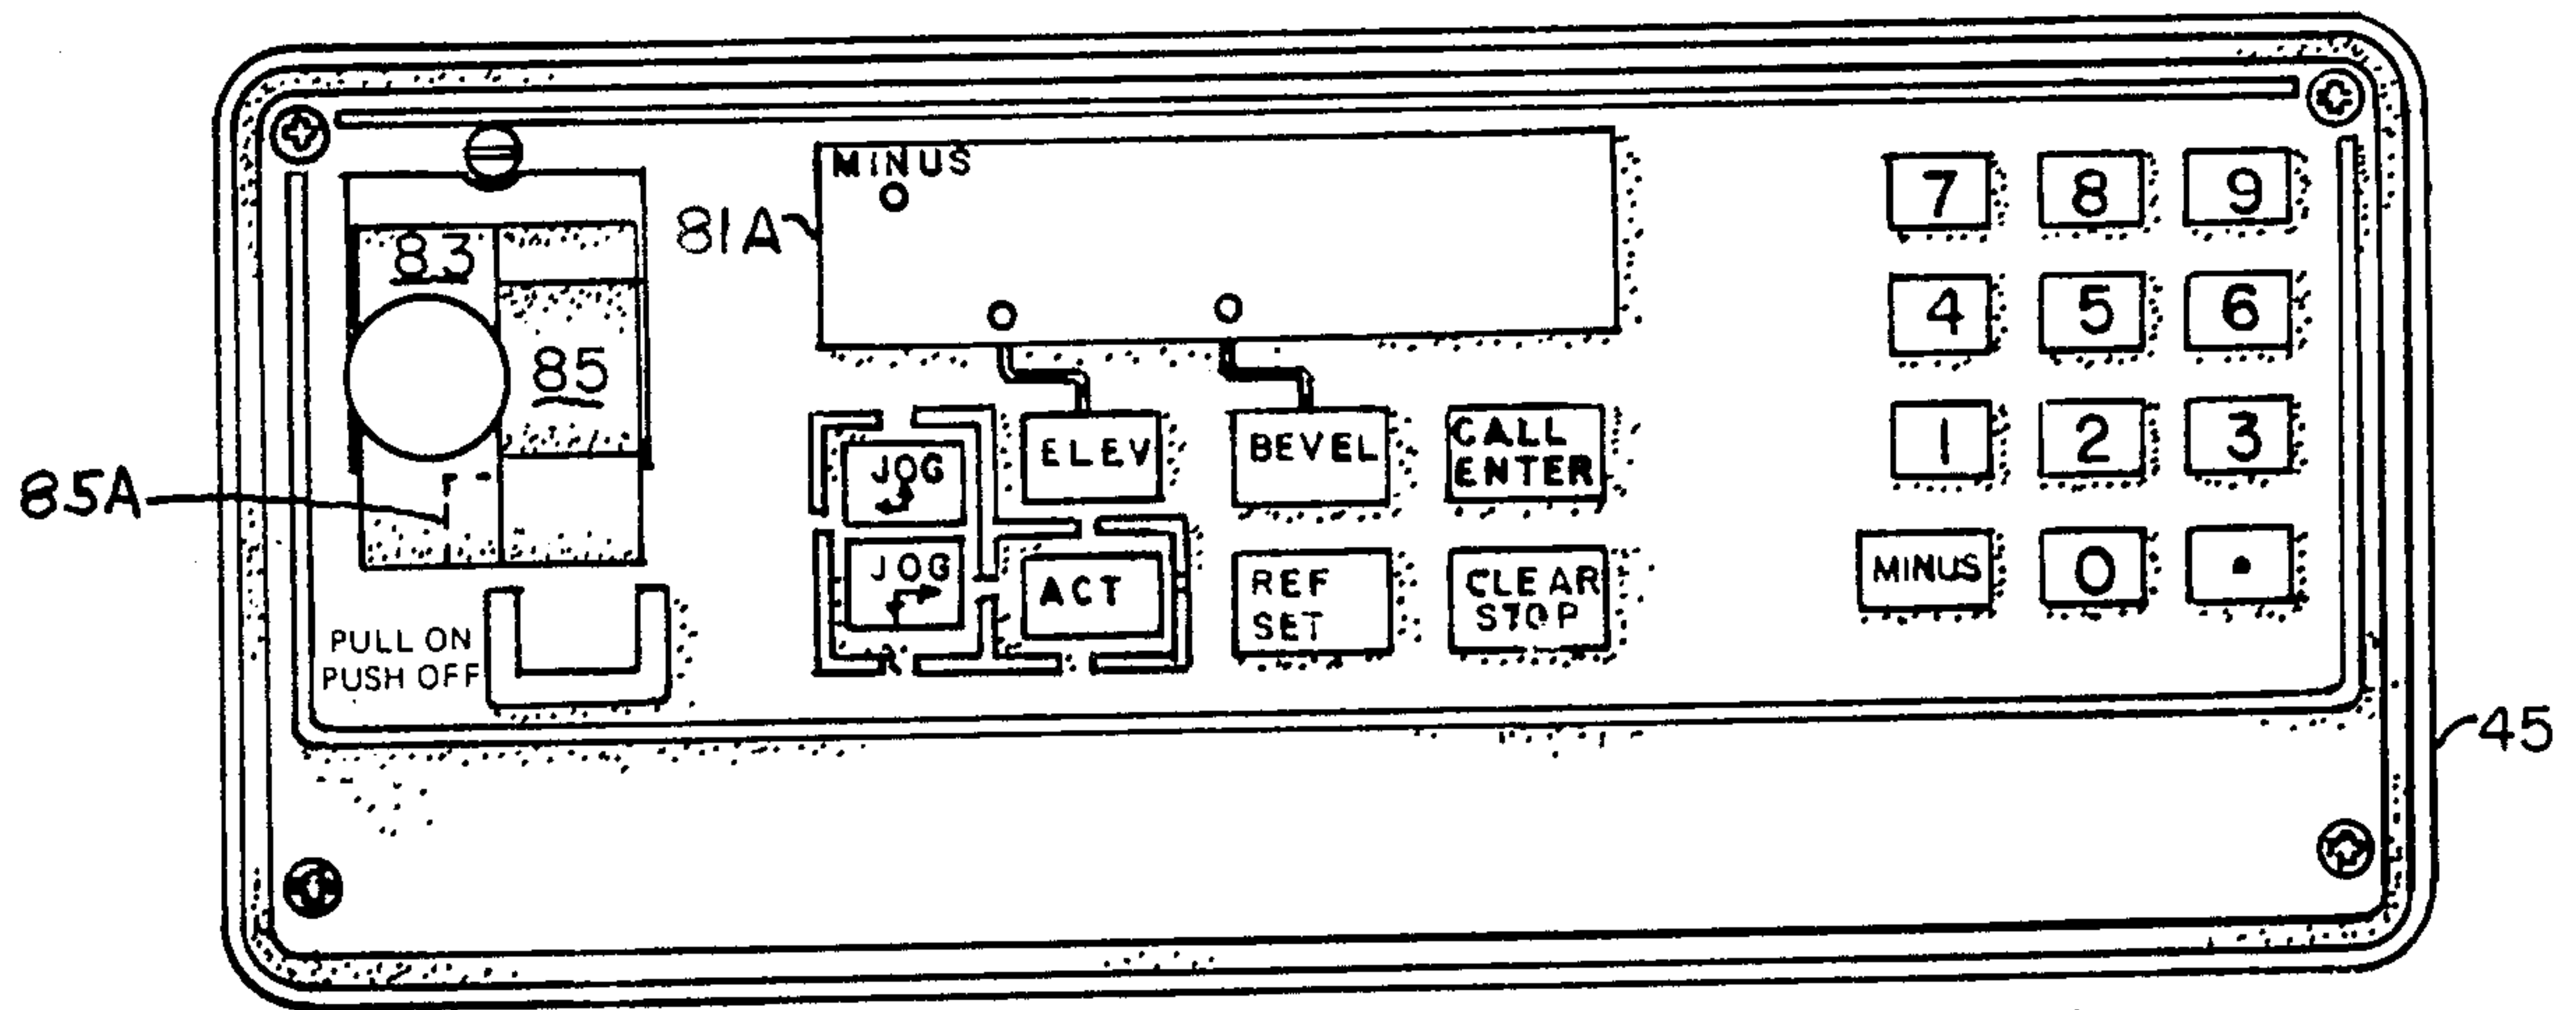 MINUS
81A
83
85
85A
PULL ON
PUSH OFF
JOG
JOG
ELEV
ACT
BEVEL
REF
SET
CALL
ENTER
CLEAR
STOP
7 8 9
4 5 6
1 2 3
MINUS 0 .
45